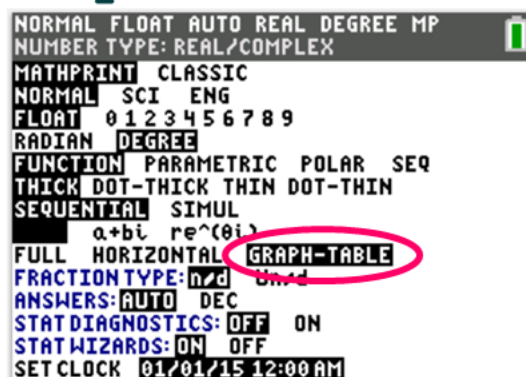 NORMAL FLOAT AUTO REAL DEGREE MP
NUMBER TYPE: REAL/COMPLEX
MATHPRINT CLASSIC
NORMAL SCI ENG
FLOAT 0 1 2 3 4 5 6 7 8 9
RADIAN DEGREE
FUNCTION PARAMETRIC POLAR SEQ
THICK DOT-THICK THIN DOT-THIN
SEQUENTIAL SIMUL
a+bi re^(θi)
FULL HORIZONTAL GRAPH-TABLE
FRACTION TYPE: n/d Un/d
ANSWERS: AUTO DEC
STAT DIAGNOSTICS: OFF ON
STAT WIZARDS: ON OFF
SET CLOCK 01/01/15 12:00 AM